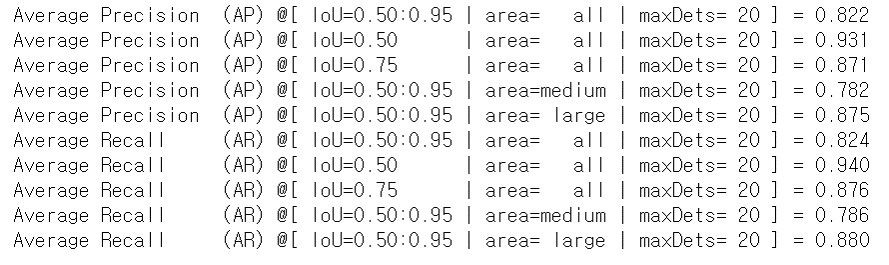 Average Precision  (AP) @[ IoU=0.50:0.95 | area=   all | maxDets= 20 ] = 0.822
Average Precision  (AP) @[ IoU=0.50      | area=   all | maxDets= 20 ] = 0.931
Average Precision  (AP) @[ IoU=0.75      | area=   all | maxDets= 20 ] = 0.871
Average Precision  (AP) @[ IoU=0.50:0.95 | area=medium | maxDets= 20 ] = 0.782
Average Precision  (AP) @[ IoU=0.50:0.95 | area= large | maxDets= 20 ] = 0.875
Average Recall     (AR) @[ IoU=0.50:0.95 | area=   all | maxDets= 20 ] = 0.824
Average Recall     (AR) @[ IoU=0.50      | area=   all | maxDets= 20 ] = 0.940
Average Recall     (AR) @[ IoU=0.75      | area=   all | maxDets= 20 ] = 0.876
Average Recall     (AR) @[ IoU=0.50:0.95 | area=medium | maxDets= 20 ] = 0.786
Average Recall     (AR) @[ IoU=0.50:0.95 | area= large | maxDets= 20 ] = 0.880